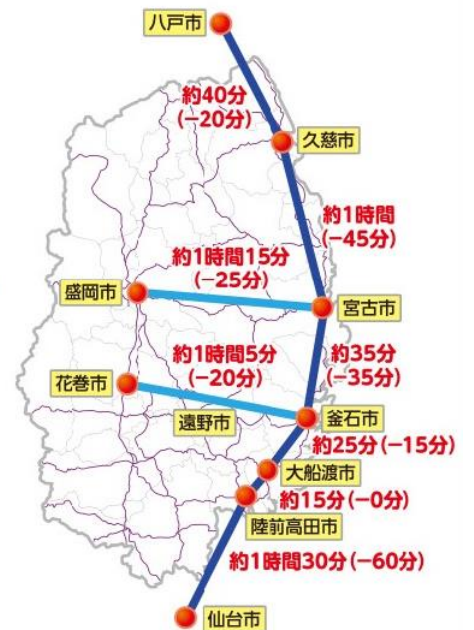 八戸市
約40分
(−20分)
久慈市
約1時間
(−45分)
約1時間15分
(−25分)
盛岡市
宮古市
約1時間5分
(−20分)
約35分
(−35分)
花巻市
遠野市
釜石市
約25分(−15分)
大船渡市
約15分(−0分)
陸前高田市
約1時間30分(−60分)
仙台市